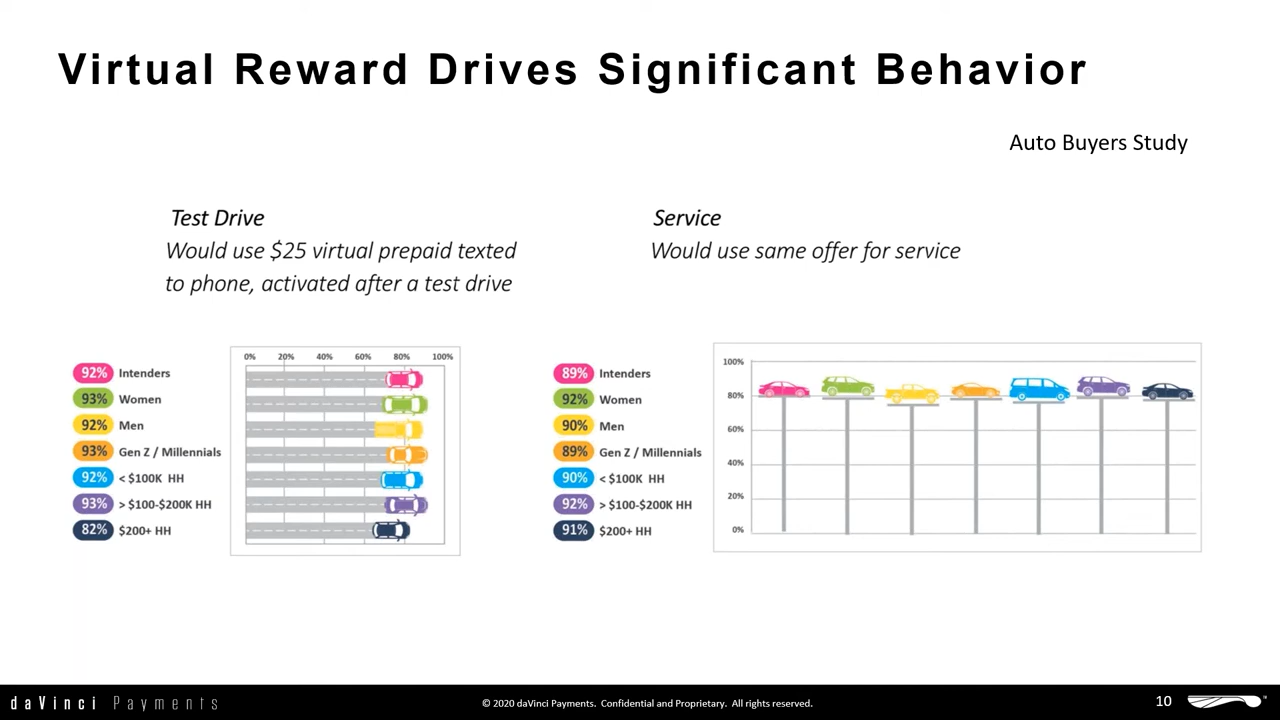 Virtual Reward Drives Significant Behavior
Auto Buyers Study
Test Drive
Would use $25 virtual prepaid texted
to phone, activated after a test drive
Service
Would use same offer for service
92% Intenders
93% Women
92% Men
93% Gen Z / Millennials
92% < $100K HH
93% > $100-$200K HH
82% $200+ HH
0% 20% 40% 60% 80% 100%
89% Intenders
92% Women
90% Men
89% Gen Z / Millennials
90% < $100K HH
92% > $100-$200K HH
91% $200+ HH
100%
80%
60%
40%
20%
0%
daVinci Payments
© 2020 daVinci Payments. Confidential and Proprietary. All rights reserved.
10